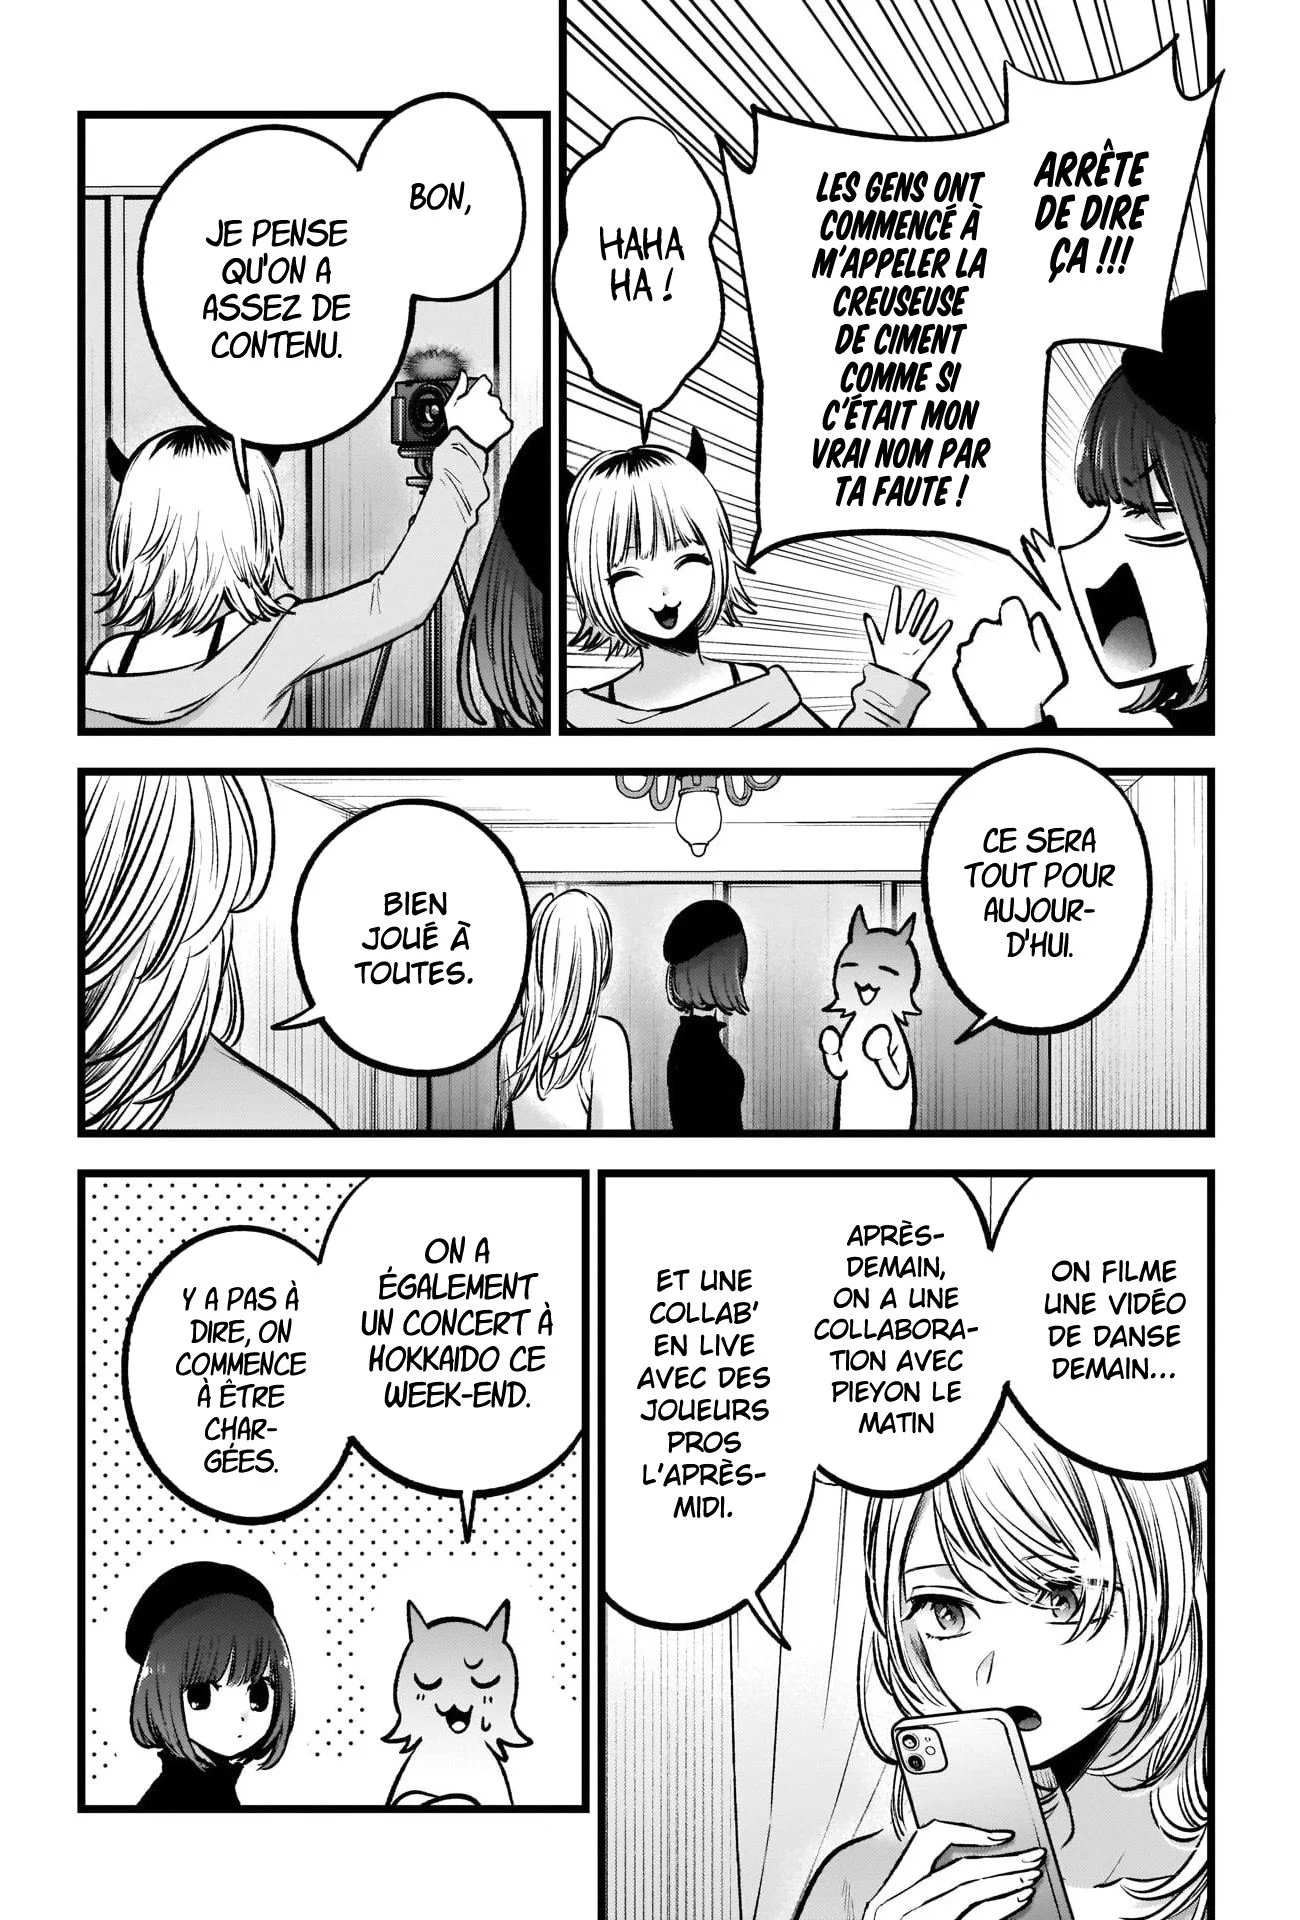 ARRÊTE
DE DIRE
ÇA !!!
LES GENS ONT
COMMENCÉ À
M'APPELER LA
CREUSEUSE
DE CIMENT
COMME SI
C'ÉTAIT MON
VRAI NOM PAR
TA FAUTE !
HAHA
HA !
BON,
JE PENSE
QU'ON A
ASSEZ DE
CONTENU.
CE SERA
TOUT POUR
AUJOUR-
D'HUI.
BIEN
JOUÉ À
TOUTES.
ON FILME
UNE VIDÉO
DE DANSE
DEMAIN...
APRÈS-
DEMAIN,
ON A UNE
COLLABORA-
TION AVEC
PIEYON LE
MATIN
ET UNE
COLLAB'
EN LIVE
AVEC DES
JOUEURS
PROS
L'APRÈS-
MIDI.
ON A
ÉGALEMENT
UN CONCERT À
HOKKAIDO CE
WEEK-END.
Y A PAS À
DIRE, ON
COMMENCE
À ÊTRE
CHAR-
GÉES.